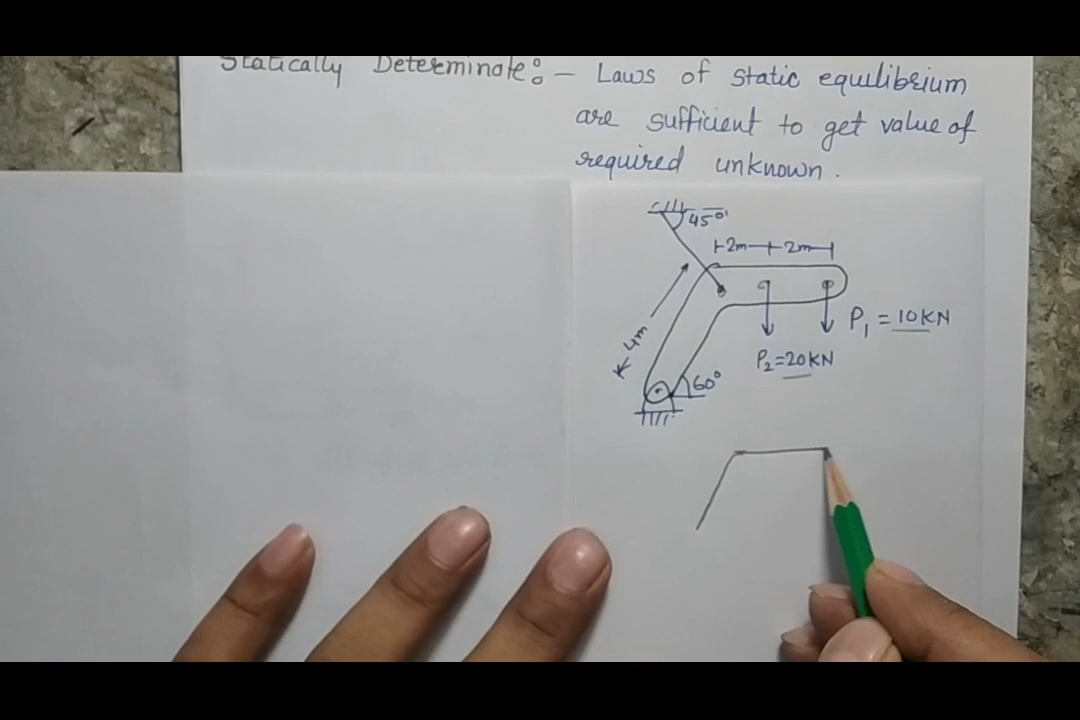 Statically Determinate:- Laws of static equilibrium
are sufficient to get value of
required unknown.
45°
2m 2m
4m
P₁ = 10KN
P₂=20KN
60°